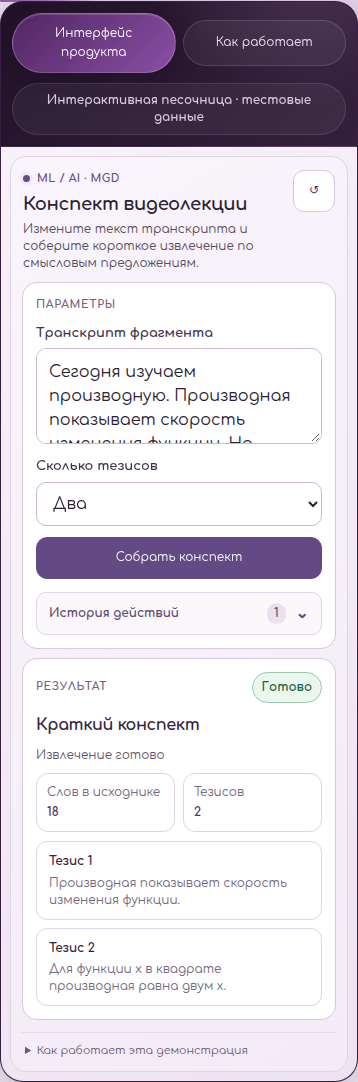 Интерфейс
продукта
Как работает
Интерактивная песочница · тестовые
данные
ML / AI · MGD
Конспект видеолекции
↺
Измените текст транскрипта и
соберите короткое извлечение по
смысловым предложениям.
ПАРАМЕТРЫ
Транскрипт фрагмента
Сегодня изучаем
производную. Производная
показывает скорость
изменения функции. Но
Сколько тезисов
Два
Собрать конспект
История действий 1
РЕЗУЛЬТАТ
Готово
Краткий конспект
Извлечение готово
Слов в исходнике
18
Тезисов
2
Тезис 1
Производная показывает скорость
изменения функции.
Тезис 2
Для функции x в квадрате
производная равна двум x.
Как работает эта демонстрация